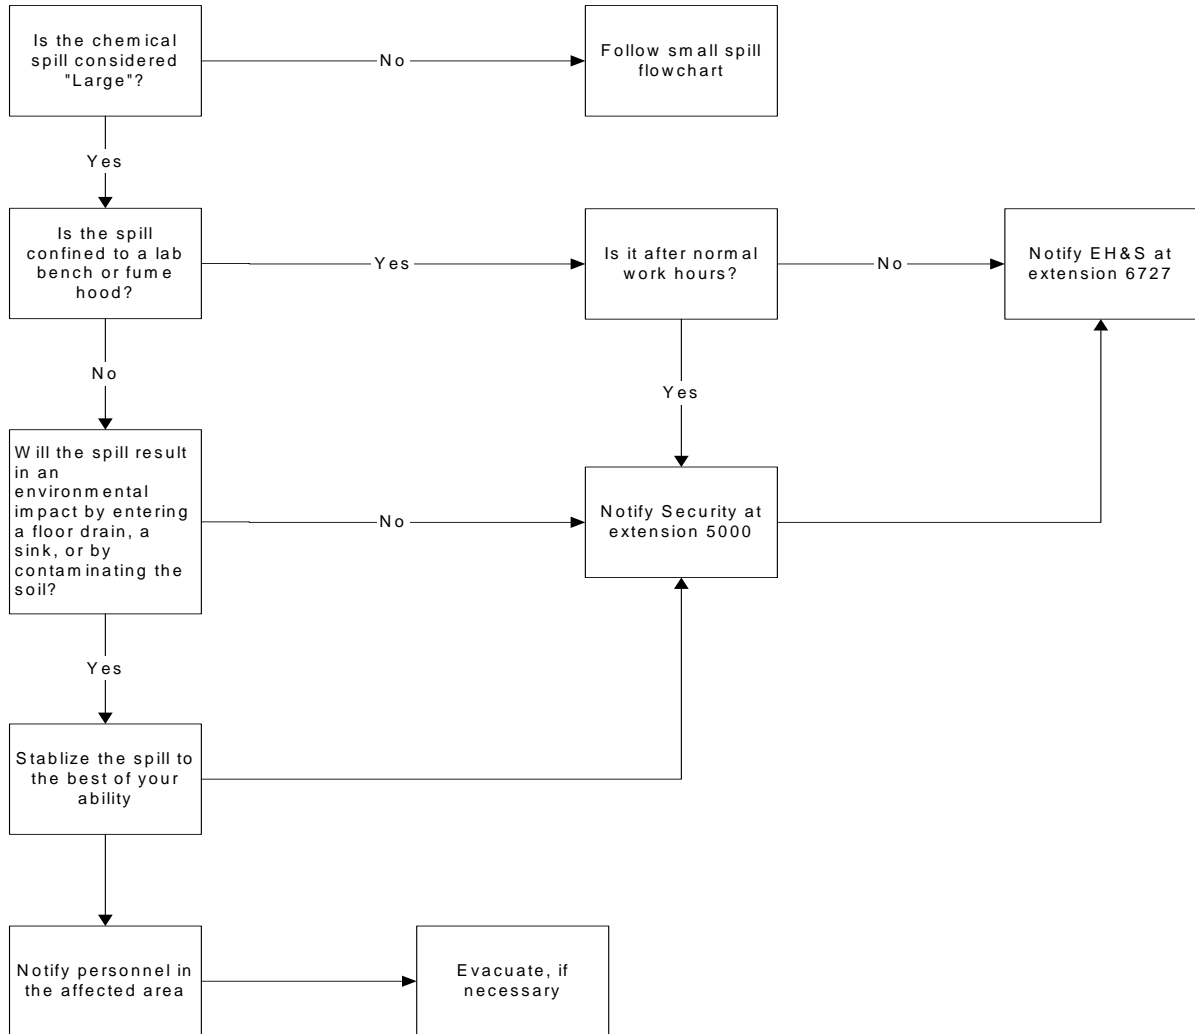 Is the chemical
spill considered
"Large"?
No
Follow small spill
flowchart
Yes
Is the spill
confined to a lab
bench or fume
hood?
Yes
Is it after normal
work hours?
No
Notify EH&S at
extension 6727
No
Yes
Will the spill result
in an
environmental
impact by entering
a floor drain, a
sink, or by
contaminating the
soil?
No
Notify Security at
extension 5000
Yes
Stablize the spill to
the best of your
ability
Notify personnel in
the affected area
Evacuate, if
necessary